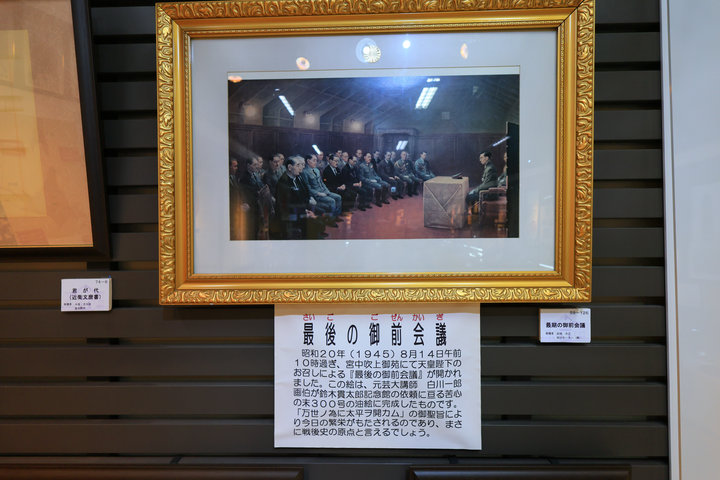 さいご の ごぜんかいぎ
最後の御前会議
昭和20年(1945)8月14日午前
10時過ぎ、宮中吹上御苑にて天皇陛下の
お召しによる『最後の御前会議』が開かれ
ました。この絵は、元芸大講師 白川一郎
画伯が鈴木貫太郎記念館の依頼に亘る苦心
の末300号の油絵に完成したものです。
「万世ノ為に太平ヲ開カム」の御聖旨によ
り今日の繁栄がもたされるのであり、まさ
に戦後史の原点と言えるでしょう。
君が代
(近衛文麿書)
最期の御前会議